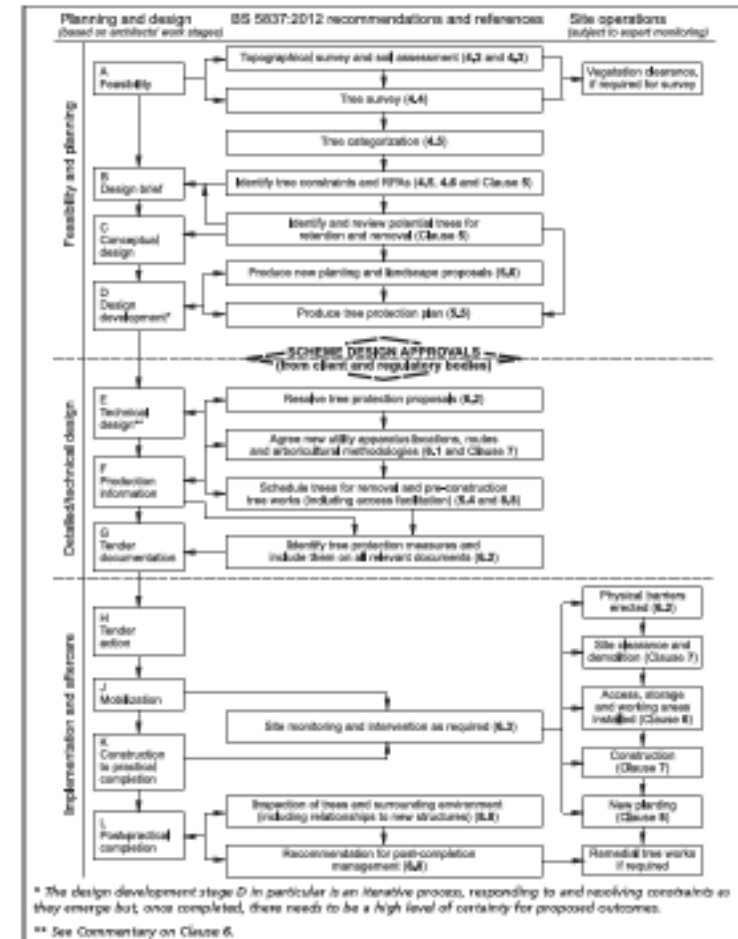 Planning and design
(based on architects' work stages)
BS 5837:2012 recommendations and references
Site operations
(subject to expert monitoring)
Feasibility and planning
A
Feasibility
Topographical survey and soil assessment (4.2 and 4.3)
Tree survey (4.4)
Vegetation clearance,
if required for survey
Tree categorization (4.5)
B
Design brief
Identify tree constraints and RPAs (4.5, 4.6 and Clause 5)
C
Conceptual
design
Identify and review potential trees for
retention and removal (Clause 5)
D
Design
development*
Produce new planting and landscape proposals (5.6)
Produce tree protection plan (5.5)
SCHEME DESIGN APPROVALS
(from client and regulatory bodies)
Detailed/technical design
E
Technical
design**
Resolve tree protection proposals (6.2)
Agree new utility apparatus locations, routes
and arboricultural methodologies (6.1 and Clause 7)
F
Production
information
Schedule trees for removal and pre-construction
tree works (including access facilitation) (5.4 and 8.8)
G
Tender
documentation
Identify tree protection measures and
include them on all relevant documents (6.2)
Implementation and aftercare
H
Tender
action
J
Mobilization
K
Construction
to practical
completion
Site monitoring and intervention as required (6.3)
Physical barriers
erected (6.2)
Site clearance and
demolition (Clause 7)
Access, storage
and working areas
installed (Clause 6)
Construction
(Clause 7)
New planting
(Clause 8)
L
Post-practical
completion
Inspection of trees and surrounding environment
(including relationships to new structures) (8.8)
Recommendation for post-completion
management (8.8)
Remedial tree works
if required
* The design development stage D in particular is an iterative process, responding to and resolving constraints as
they emerge but, once completed, there needs to be a high level of certainty for proposed outcomes.
** See Commentary on Clause 6.